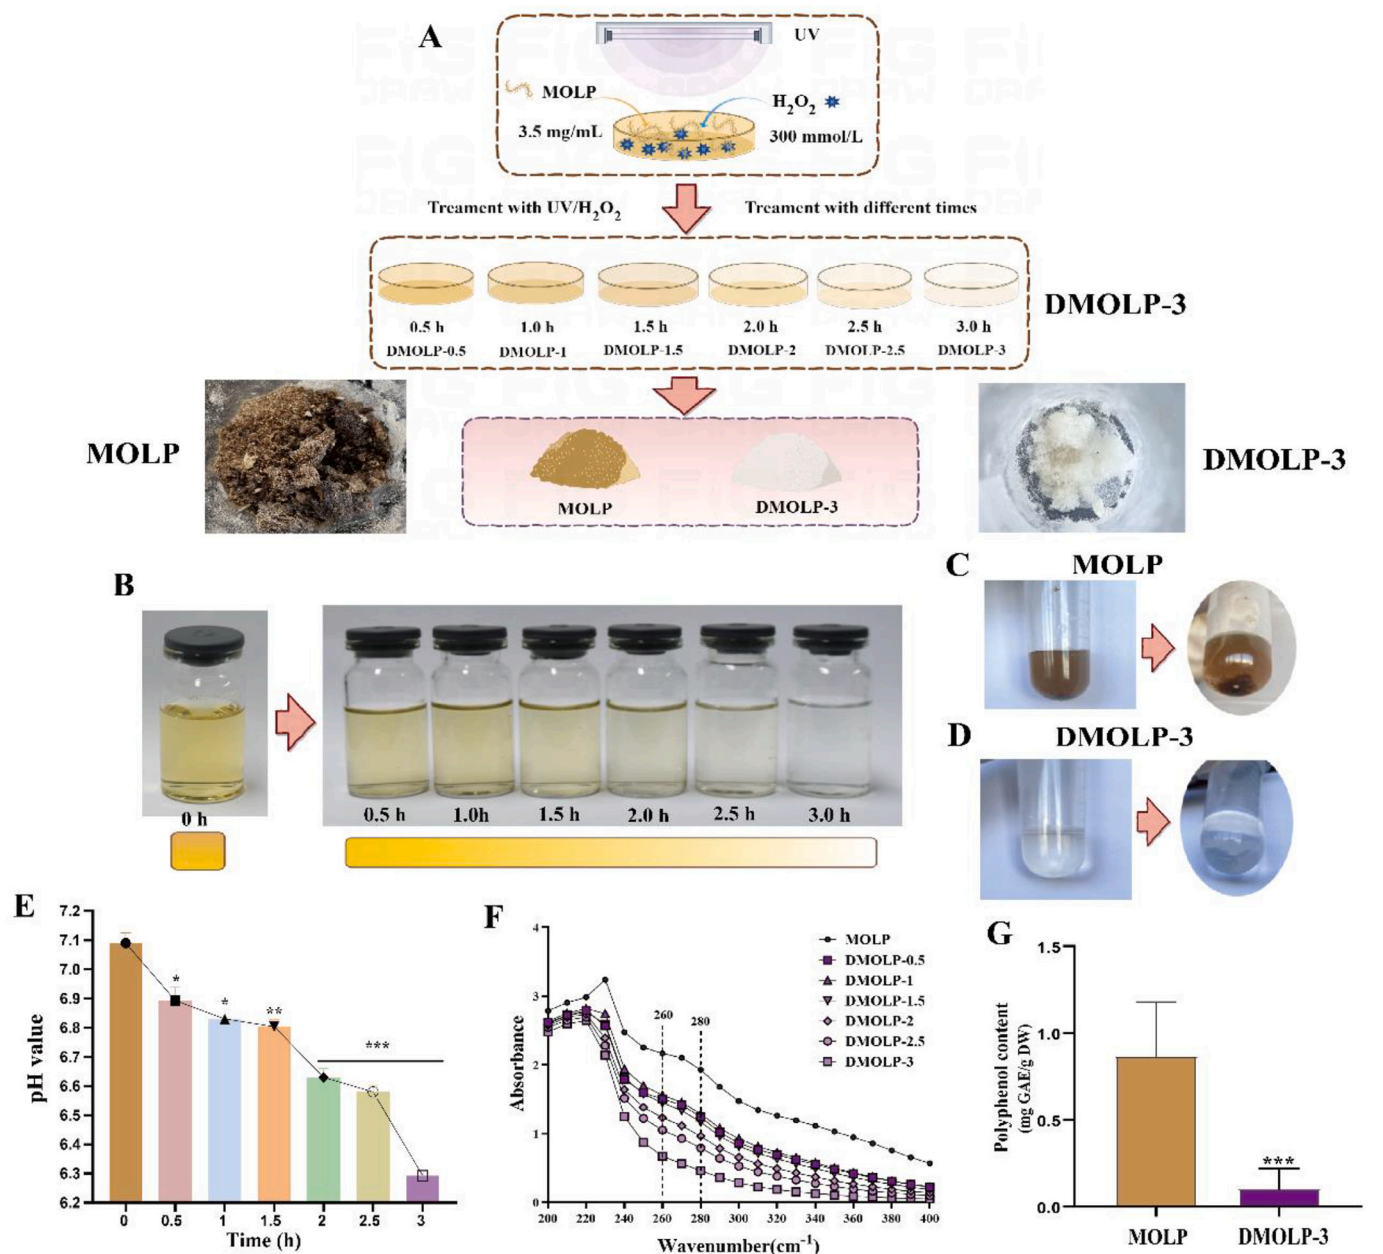 A
UV
MOLP
H2O2
3.5 mg/mL
300 mmol/L
Treament with UV/H2O2
Treament with different times
0.5 h
1.0 h
1.5 h
2.0 h
2.5 h
3.0 h
DMOLP-0.5
DMOLP-1
DMOLP-1.5
DMOLP-2
DMOLP-2.5
DMOLP-3
DMOLP-3
MOLP
MOLP
DMOLP-3
DMOLP-3
B
0 h
0.5 h
1.0h
1.5 h
2.0 h
2.5 h
3.0 h
C
MOLP
D
DMOLP-3
E
pH value
7.2
7.1
7.0
6.9
6.8
6.7
6.6
6.5
6.4
6.3
6.2
*
*
**
***
0
0.5
1
1.5
2
2.5
3
Time (h)
F
Absorbance
4
3
2
1
0
260
280
MOLP
DMOLP-0.5
DMOLP-1
DMOLP-1.5
DMOLP-2
DMOLP-2.5
DMOLP-3
200
220
240
260
280
300
320
340
360
380
400
Wavenumber(cm-1)
G
Polyphenol content
(mg GAE/g DW)
1.5
1.0
0.5
0.0
***
MOLP
DMOLP-3